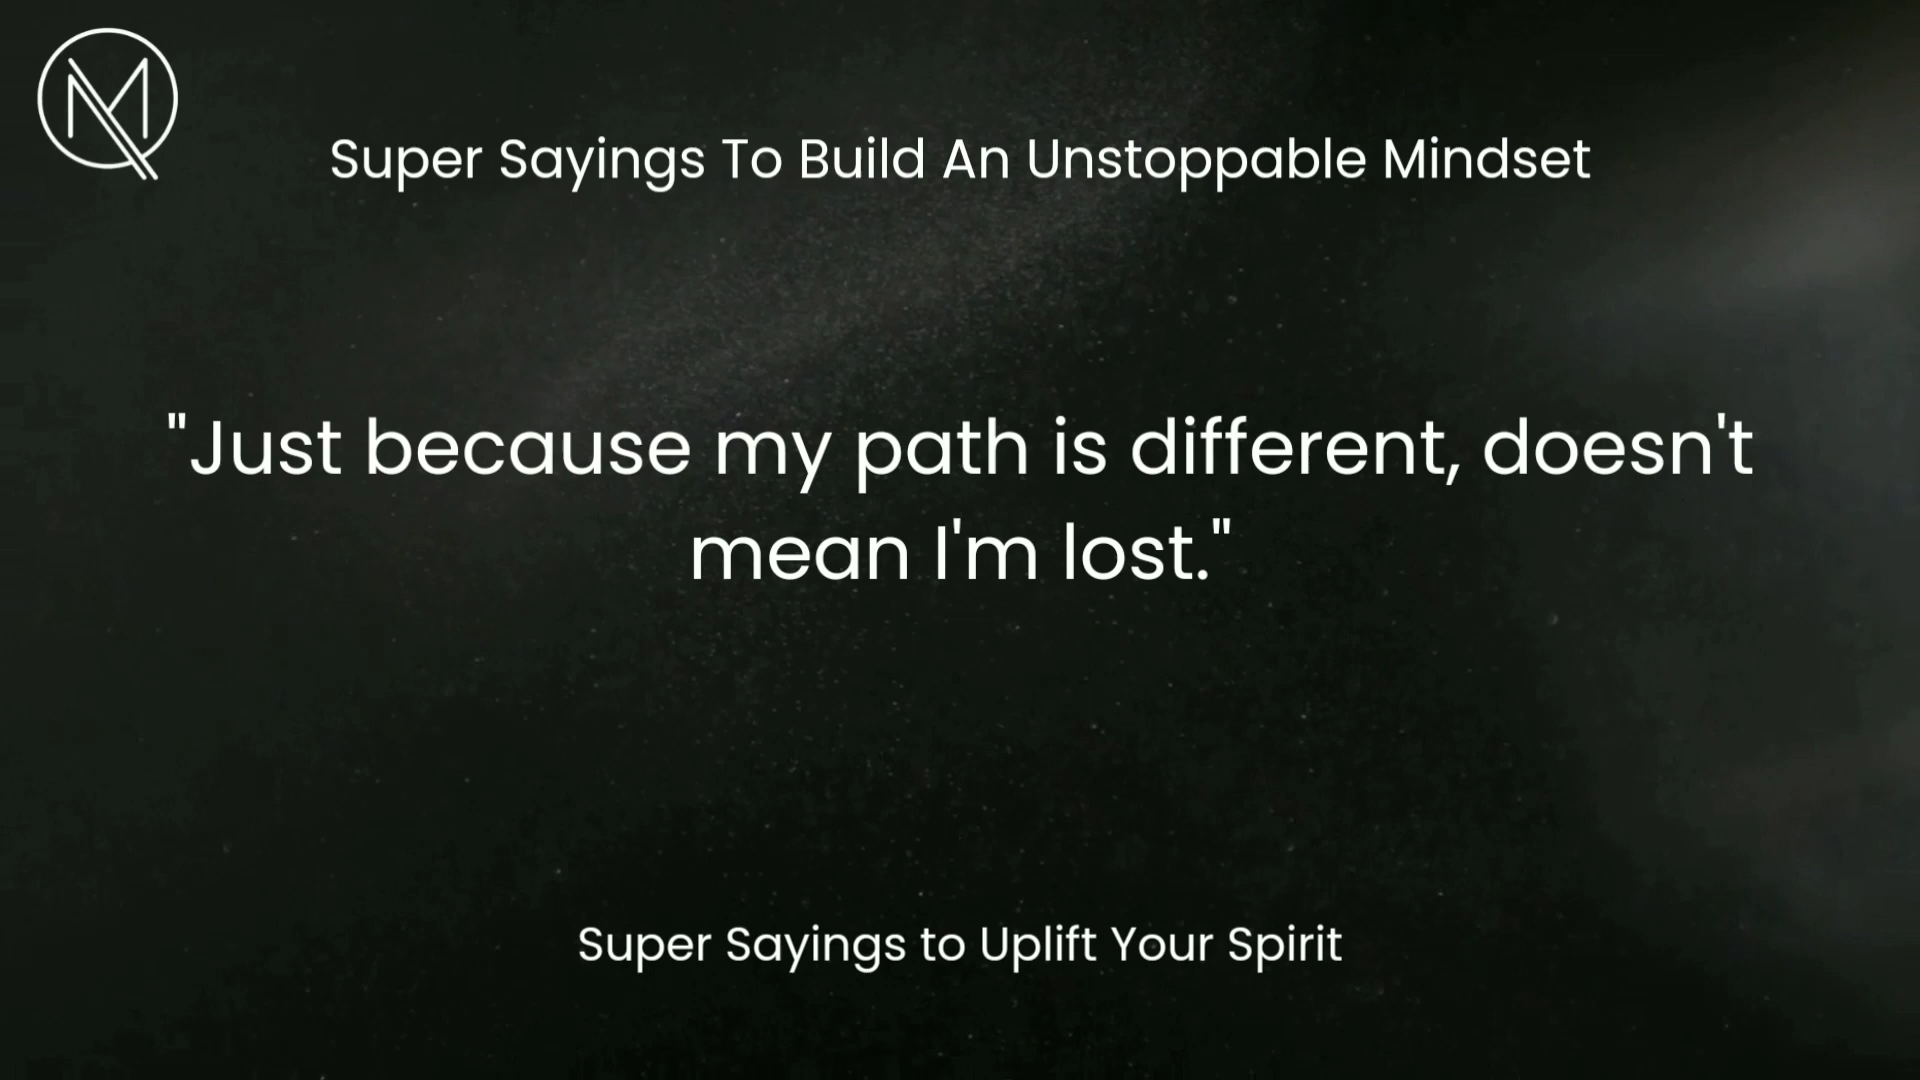 Super Sayings To Build An Unstoppable Mindset
"Just because my path is different, doesn't
mean I'm lost."
Super Sayings to Uplift Your Spirit